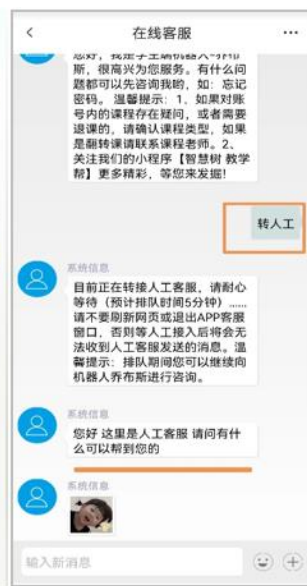 在线客服
您好，我是学生端机器人-乔布
斯，很高兴为您服务。有什么问
题都可以先咨询我哟，如：忘记
密码。 温馨提示：1、如果对账
号内的课程存在疑问，或者需要
退课的，请确认课程类型，如果
是翻转课请联系课程老师。2、
关注我们的小程序【智慧树 教学
帮】更多精彩，等您来发掘！
转人工
系统信息
目前正在转接人工客服，请耐心
等待（预计排队时间5分钟）……
请不要刷新网页或退出APP客服
窗口，否则等人工接入后将会无
法收到人工客服发送的消息。温
馨提示：排队期间您可以继续向
机器人乔布斯进行咨询。
系统信息
您好 这里是人工客服 请问有什
么可以帮到您的
系统信息
输入新消息